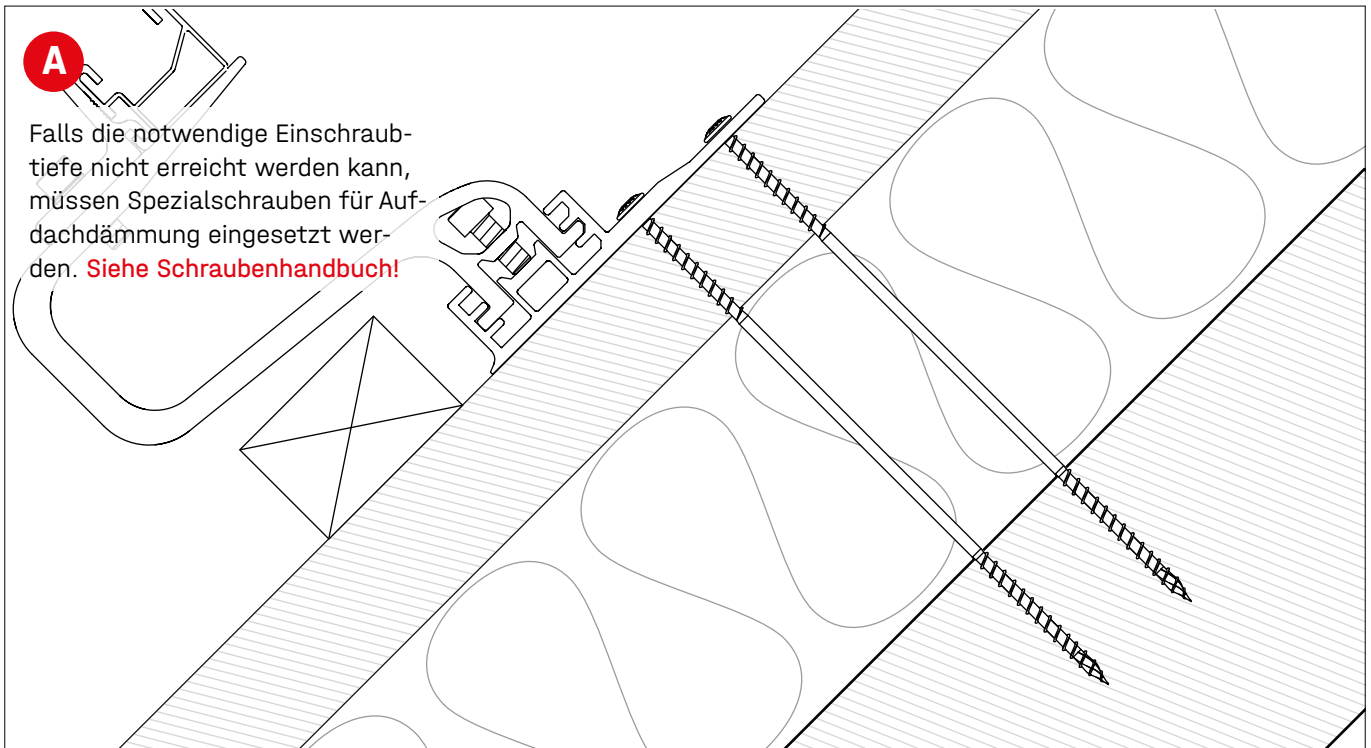 A
Falls die notwendige Einschraub-
tiefe nicht erreicht werden kann,
müssen Spezialschrauben für Auf-
dachdämmung eingesetzt wer-
den. Siehe Schraubenhandbuch!